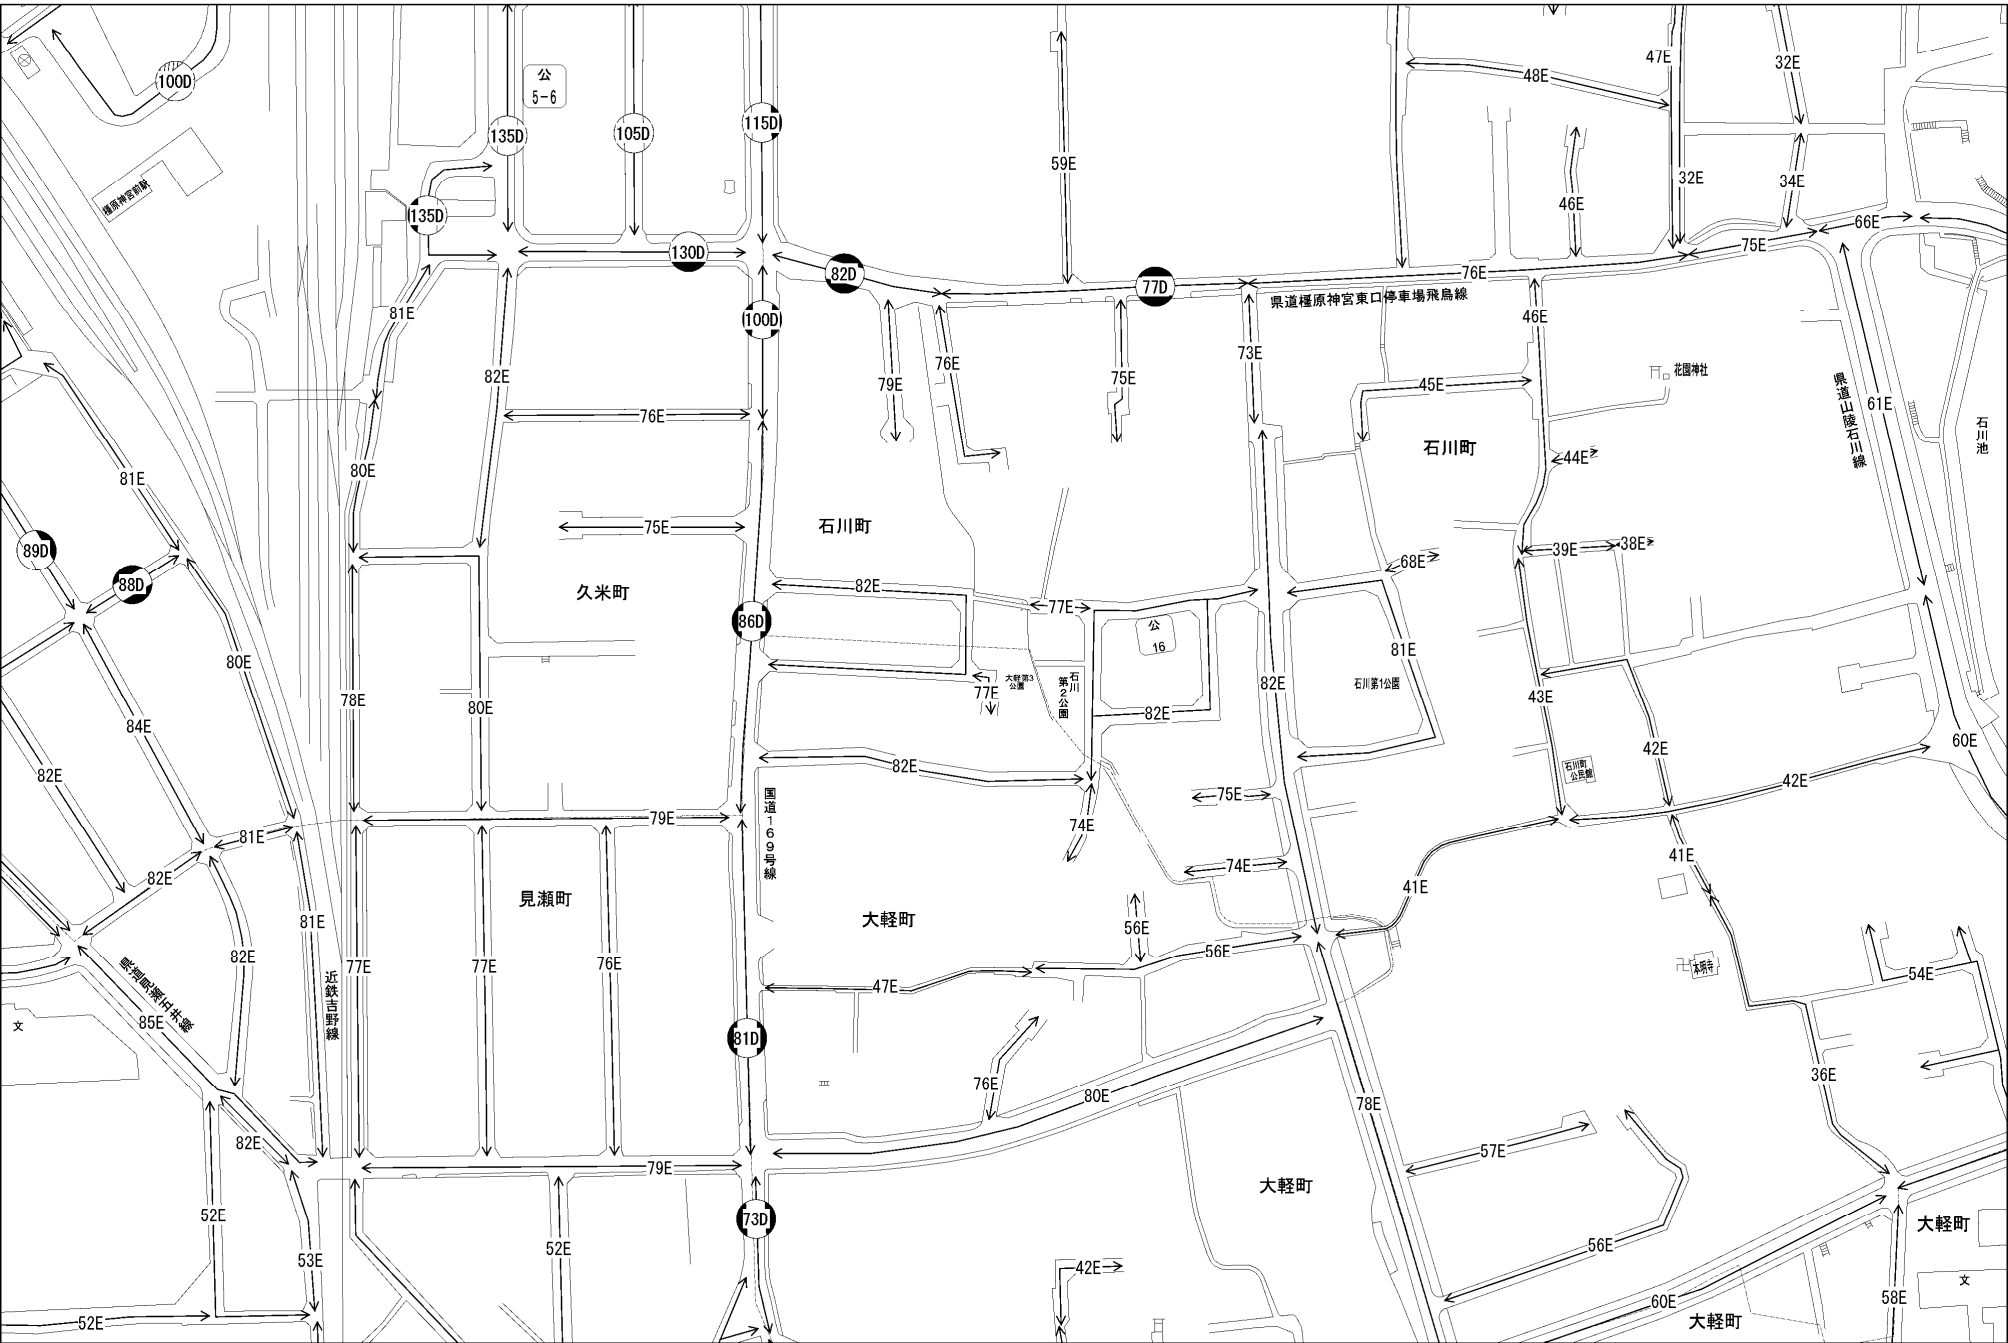 100D
公
5-6
135D
105D
115D
47E
32E
48E
59E
橿原神宮前駅
135D
46E
32E
34E
66E
75E
130D
82D
77D
76E
県道橿原神宮東口停車場飛鳥線
81E
100D
46E
73E
76E
79E
75E
82E
45E
花園神社
県道山陵石川線
61E
石川池
76E
石川町
44E
80E
81E
75E
石川町
89D
88D
39E
38E
68E
久米町
82E
77E
86D
公
16
80E
81E
石川第1公園
大軽第3
公園
石川
第2公園
77E
82E
78E
80E
84E
43E
82E
42E
60E
82E
82E
石川町
公民館
42E
75E
国道169号線
79E
74E
81E
41E
82E
74E
41E
見瀬町
大軽町
81E
56E
56E
82E
77E
77E
76E
47E
本明寺
54E
県道見瀬五井線
近鉄吉野線
85E
文
81D
76E
80E
78E
36E
82E
57E
79E
大軽町
52E
73D
大軽町
53E
52E
56E
42E
文
60E
58E
52E
大軽町